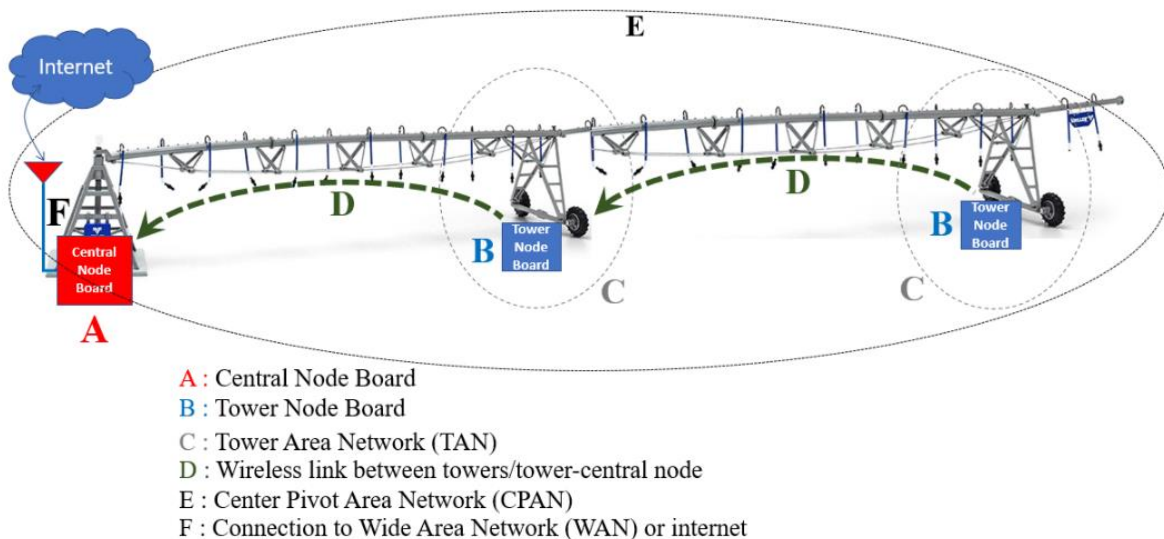 E
Internet
F
D
D
Central
Node
Board
B
Tower
Node
Board
B
Tower
Node
Board
C
C
A
A : Central Node Board
B : Tower Node Board
C : Tower Area Network (TAN)
D : Wireless link between towers/tower-central node
E : Center Pivot Area Network (CPAN)
F : Connection to Wide Area Network (WAN) or internet